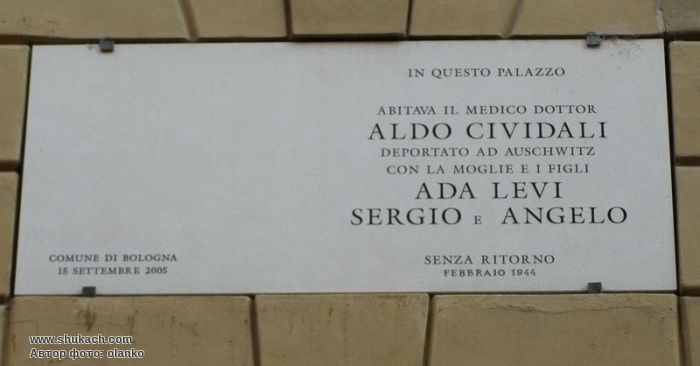 IN QUESTO PALAZZO
ABITAVA IL MEDICO DOTTOR
ALDO CIVIDALI
DEPORTATO AD AUSCHWITZ
CON LA MOGLIE E I FIGLI
ADA LEVI
SERGIO E ANGELO
SENZA RITORNO
FEBBRAIO 1944
COMUNE DI BOLOGNA
15 SETTEMBRE 2005
www.shukach.com
Автор фото: olanko